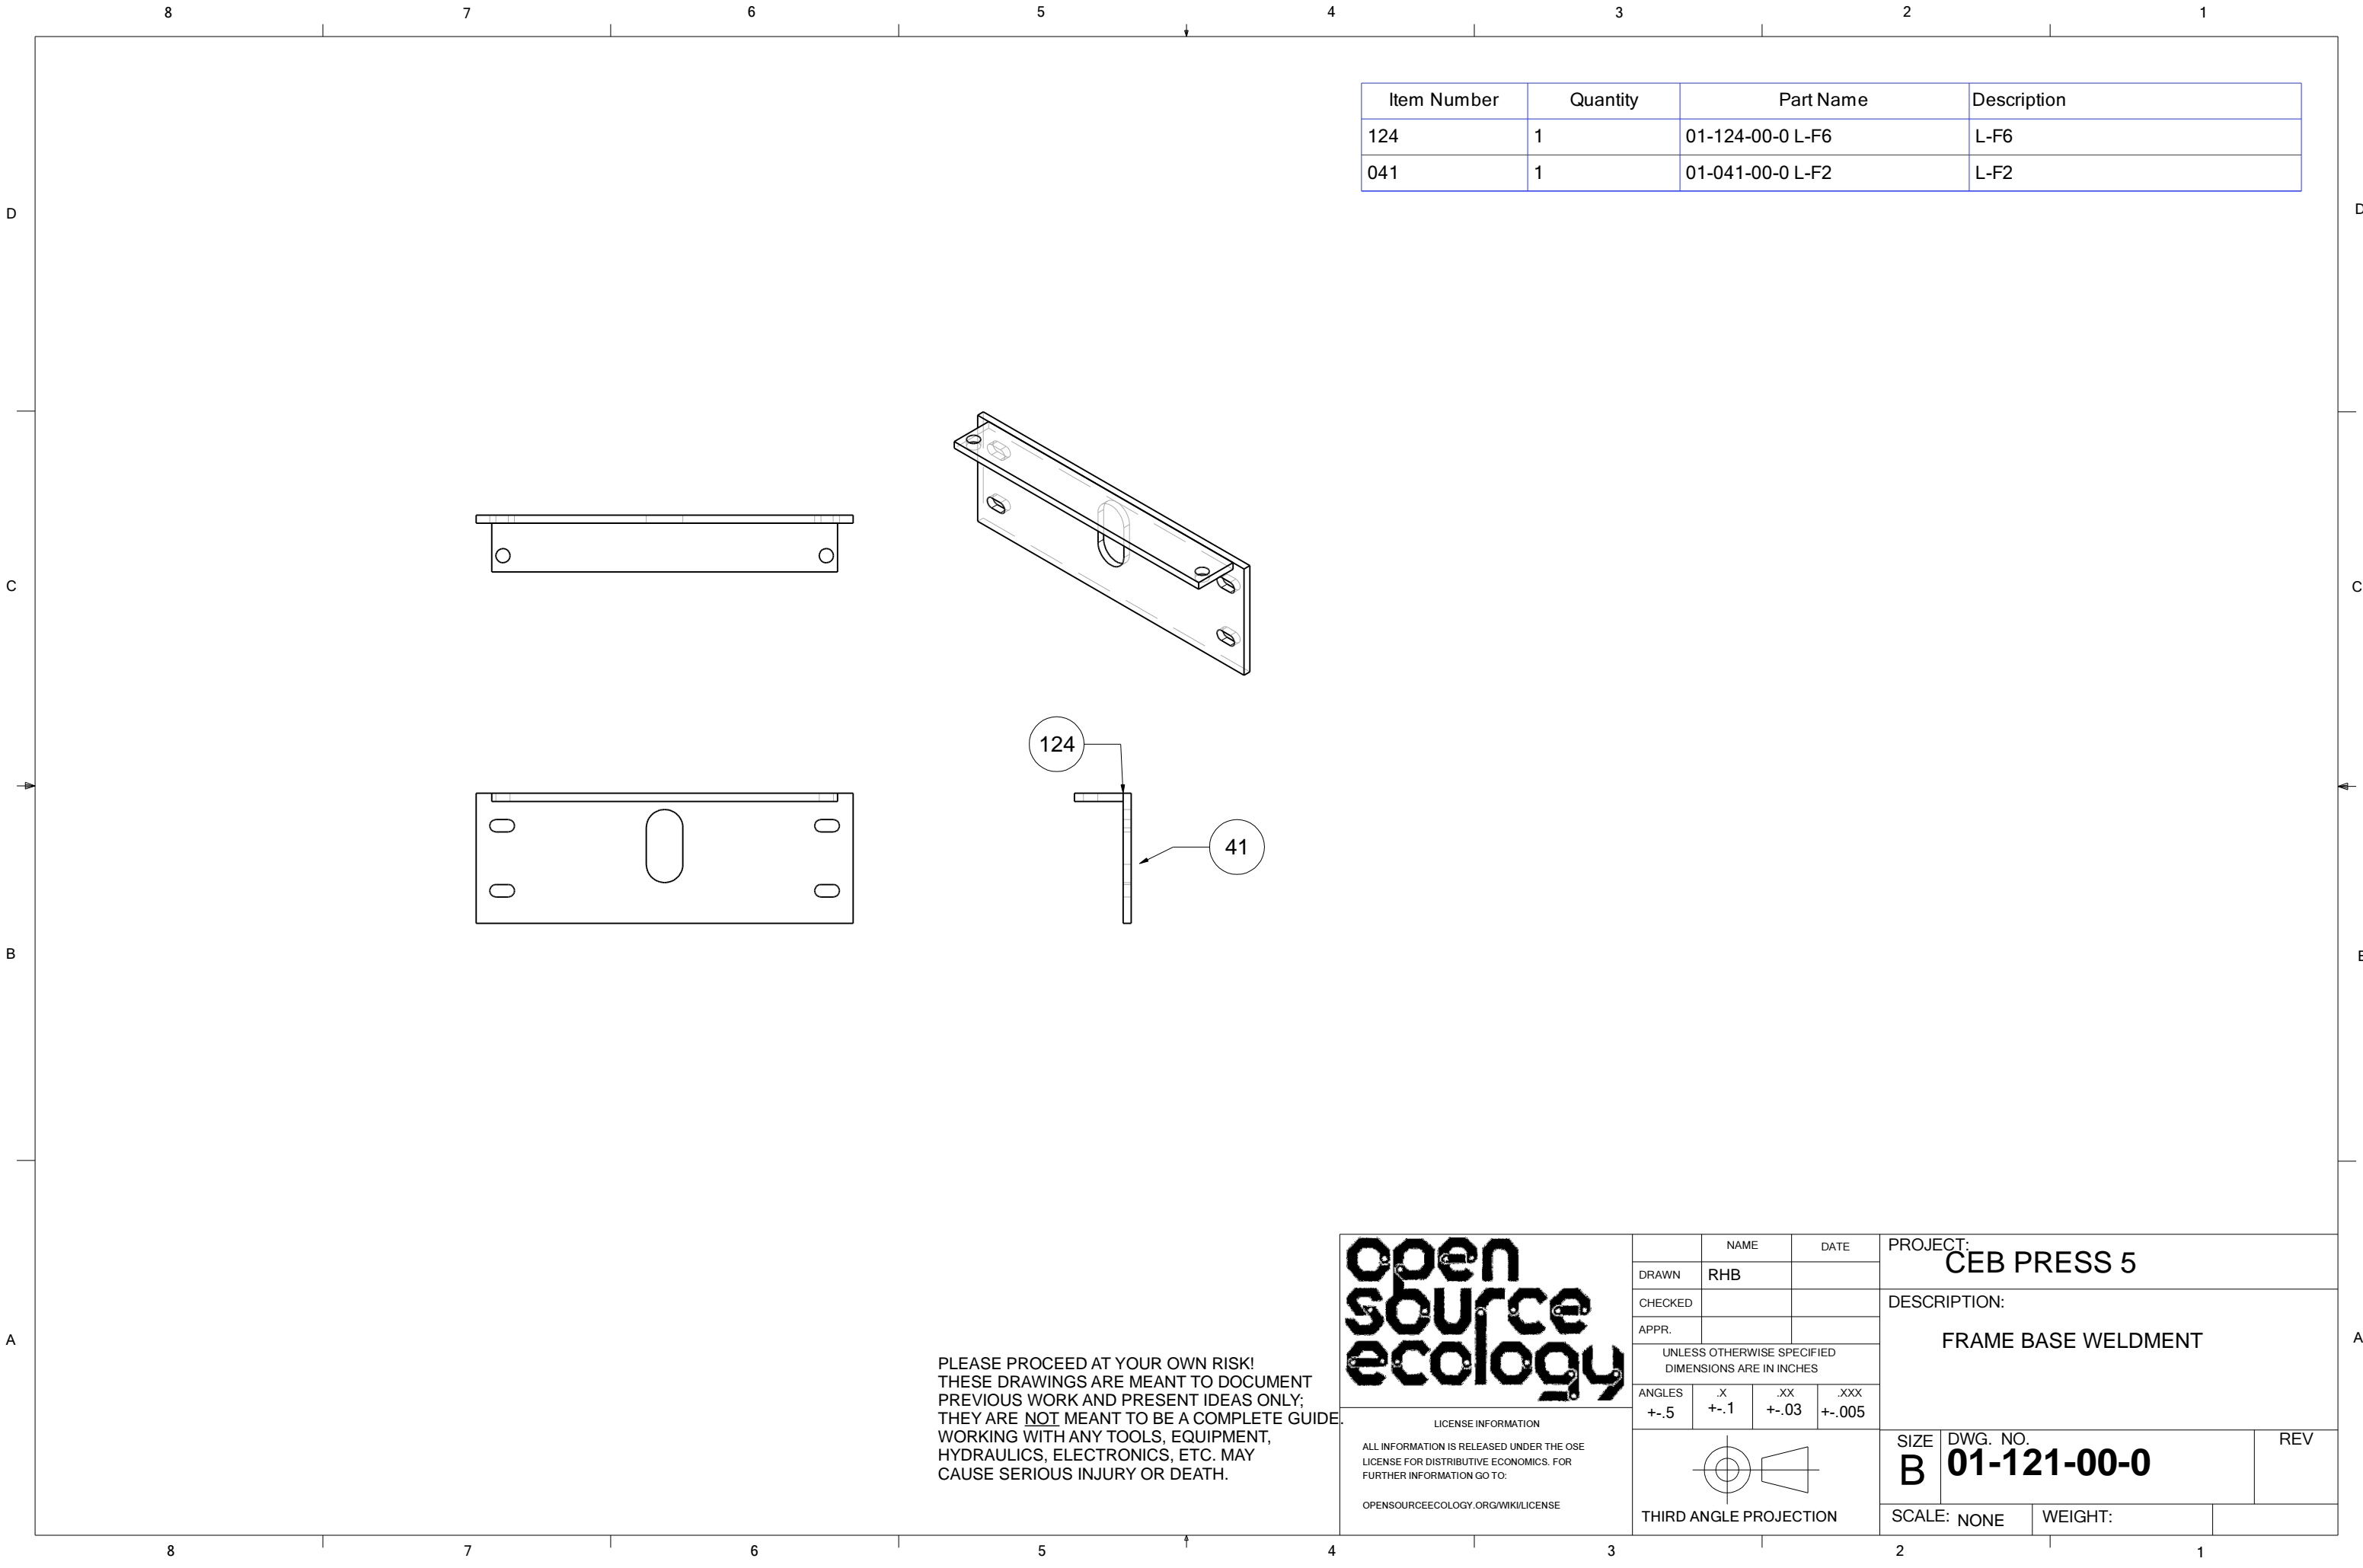 8 7 6 5 4 3 2 1
Item Number Quantity Part Name Description
124 1 01-124-00-0 L-F6 L-F6
041 1 01-041-00-0 L-F2 L-F2
D D
C C
124
41
B B
A A
PLEASE PROCEED AT YOUR OWN RISK!
THESE DRAWINGS ARE MEANT TO DOCUMENT
PREVIOUS WORK AND PRESENT IDEAS ONLY;
THEY ARE NOT MEANT TO BE A COMPLETE GUIDE.
WORKING WITH ANY TOOLS, EQUIPMENT,
HYDRAULICS, ELECTRONICS, ETC. MAY
CAUSE SERIOUS INJURY OR DEATH.
open
source
ecology
LICENSE INFORMATION
ALL INFORMATION IS RELEASED UNDER THE OSE
LICENSE FOR DISTRIBUTIVE ECONOMICS. FOR
FURTHER INFORMATION GO TO:
OPENSOURCEECOLOGY.ORG/WIKI/LICENSE
NAME DATE
DRAWN RHB
CHECKED
APPR.
UNLESS OTHERWISE SPECIFIED
DIMENSIONS ARE IN INCHES
ANGLES .X .XX .XXX
+-.5 +-.1 +-.03 +-.005
THIRD ANGLE PROJECTION
PROJECT:
CEB PRESS 5
DESCRIPTION:
FRAME BASE WELDMENT
SIZE DWG. NO. REV
B 01-121-00-0
SCALE: NONE WEIGHT:
8 7 6 5 4 3 2 1